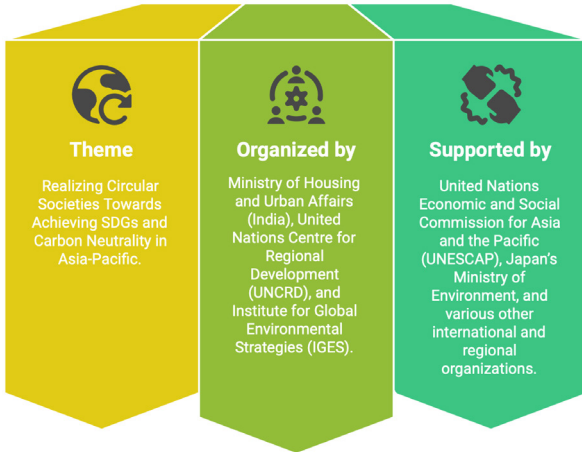 Theme
Realizing Circular
Societies Towards
Achieving SDGs and
Carbon Neutrality in
Asia-Pacific.
Organized by
Ministry of Housing
and Urban Affairs
(India), United
Nations Centre for
Regional
Development
(UNCRD), and
Institute for Global
Environmental
Strategies (IGES).
Supported by
United Nations
Economic and Social
Commission for Asia
and the Pacific
(UNESCAP), Japan's
Ministry of
Environment, and
various other
international and
regional
organizations.